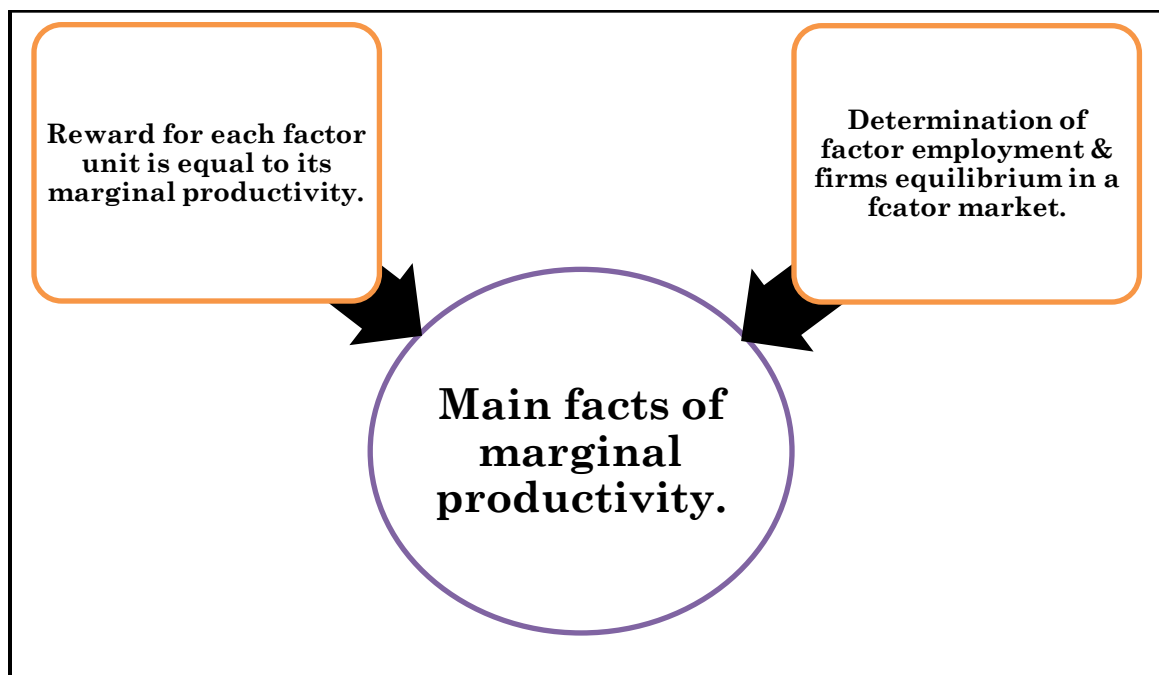 Reward for each factor
unit is equal to its
marginal productivity.
Determination of
factor employment &
firms equilibrium in a
fcator market.
Main facts of
marginal
productivity.